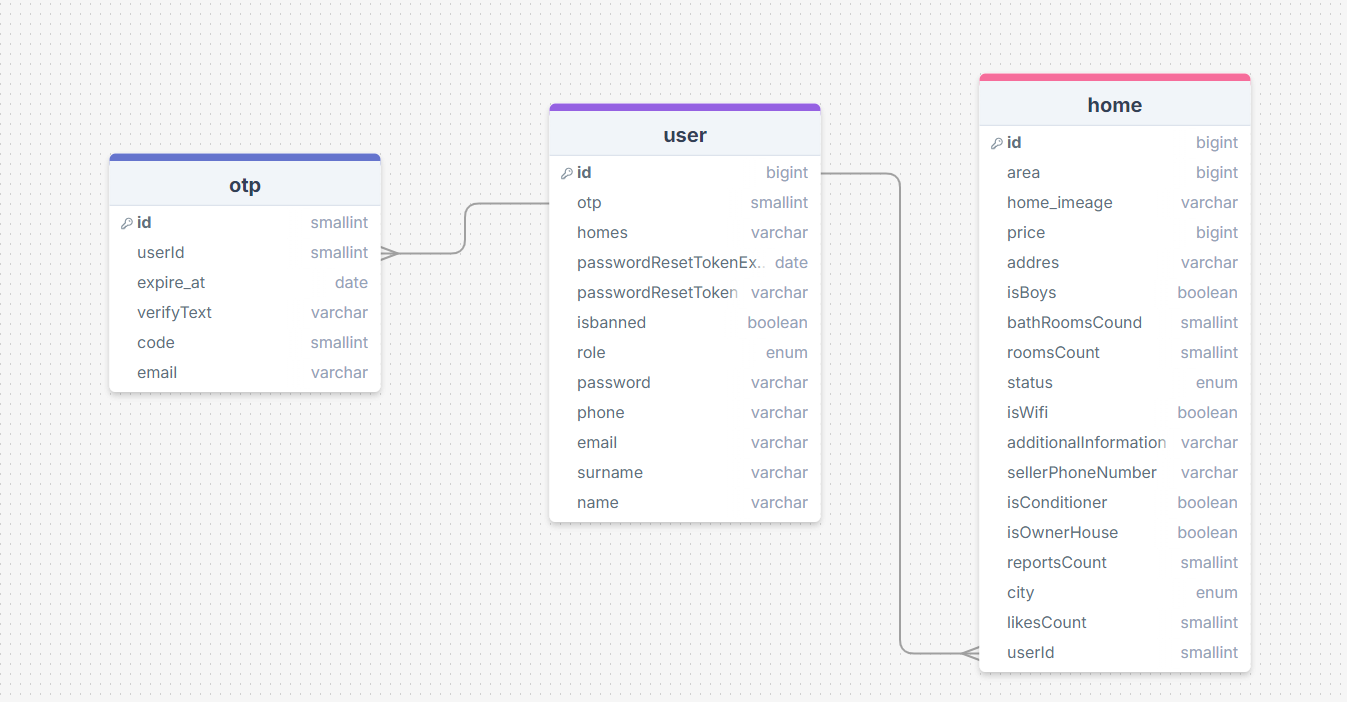 otp
id smallint
userId smallint
expire_at date
verifyText varchar
code smallint
email varchar
user
id bigint
otp smallint
homes varchar
passwordResetTokenEx.. date
passwordResetToken varchar
isbanned boolean
role enum
password varchar
phone varchar
email varchar
surname varchar
name varchar
home
id bigint
area bigint
home_imeage varchar
price bigint
addres varchar
isBoys boolean
bathRoomsCound smallint
roomsCount smallint
status enum
isWifi boolean
additionalInformation varchar
sellerPhoneNumber varchar
isConditioner boolean
isOwnerHouse boolean
reportsCount smallint
city enum
likesCount smallint
userId smallint